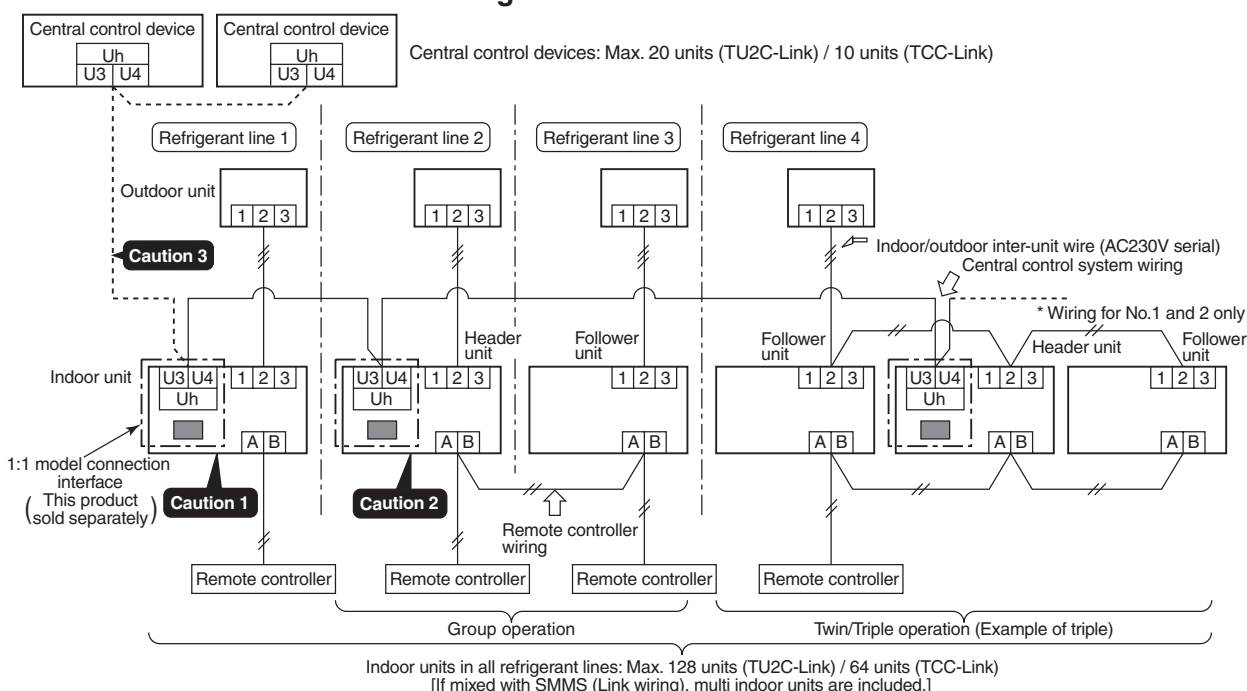 Central control device Central control device
Uh Uh
U3 U4 U3 U4
Central control devices: Max. 20 units (TU2C-Link) / 10 units (TCC-Link)
Refrigerant line 1 Refrigerant line 2 Refrigerant line 3 Refrigerant line 4
Outdoor unit
1 2 3 1 2 3 1 2 3 1 2 3
Caution 3
Indoor/outdoor inter-unit wire (AC230V serial)
Central control system wiring
* Wiring for No.1 and 2 only
Header unit Follower unit Follower unit Header unit Follower unit
Indoor unit
U3 U4 1 2 3 U3 U4 1 2 3 1 2 3 1 2 3 U3 U4 1 2 3 1 2 3
Uh Uh Uh
A B A B A B A B A B A B
1:1 model connection
interface
(This product
sold separately)
Caution 1 Caution 2
Remote controller
wiring
Remote controller Remote controller Remote controller Remote controller
Group operation Twin/Triple operation (Example of triple)
Indoor units in all refrigerant lines: Max. 128 units (TU2C-Link) / 64 units (TCC-Link)
[If mixed with SMMS (Link wiring), multi indoor units are included.]